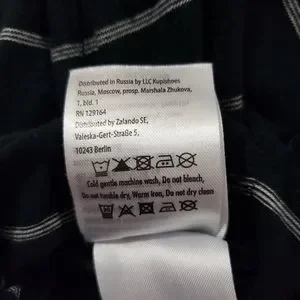 Distributed in Russia by LLC Kupishoes
Russia, Moscow, prosp. Marshala Zhukova,
1, bld. 1
RN 129164
Distributed by Zalando SE,
Valeska-Gert-Straße 5,
10243 Berlin
Cold gentle machine wash, Do not bleach,
Do not tumble dry, Warm iron, Do not dry clean